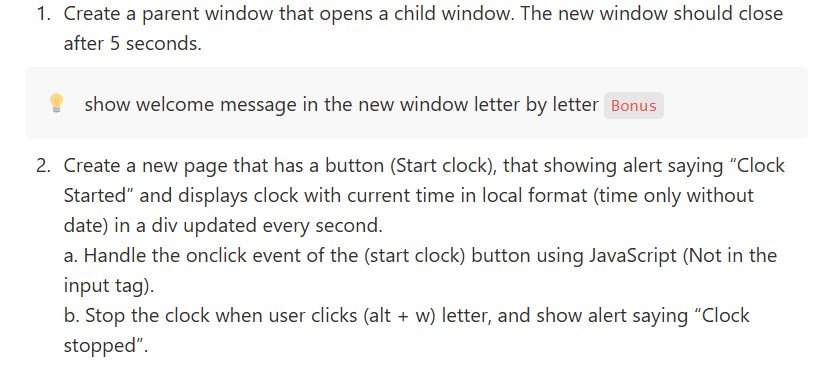 1. Create a parent window that opens a child window. The new window should close
after 5 seconds.
show welcome message in the new window letter by letter Bonus
2. Create a new page that has a button (Start clock), that showing alert saying “Clock
Started” and displays clock with current time in local format (time only without
date) in a div updated every second.
a. Handle the onclick event of the (start clock) button using JavaScript (Not in the
input tag).
b. Stop the clock when user clicks (alt + w) letter, and show alert saying “Clock
stopped”.